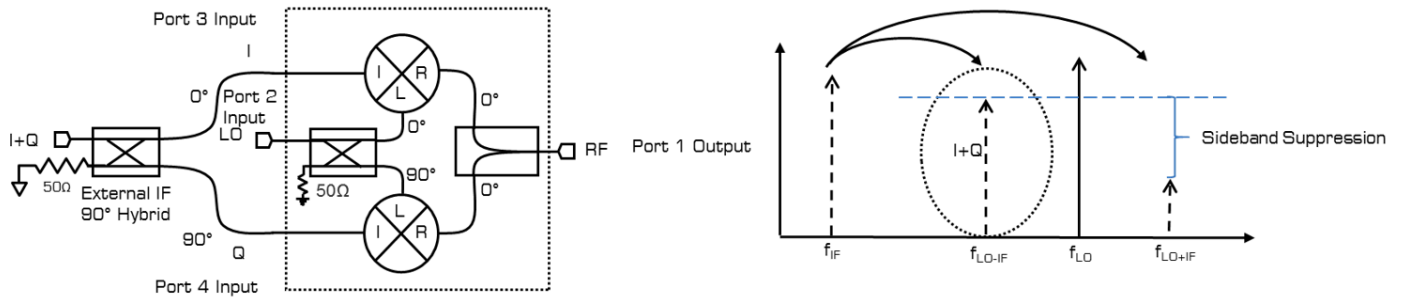 Port 3 Input
I
0°
Port 2
Input
LO
I+Q
50Ω
External IF
90° Hybrid
90°
Q
Port 4 Input
I
R
L
0°
0°
50Ω
90°
L
I
R
0°
RF
Port 1 Output
I+Q
Sideband Suppression
fIF
fLO-IF
fLO
fLO+IF